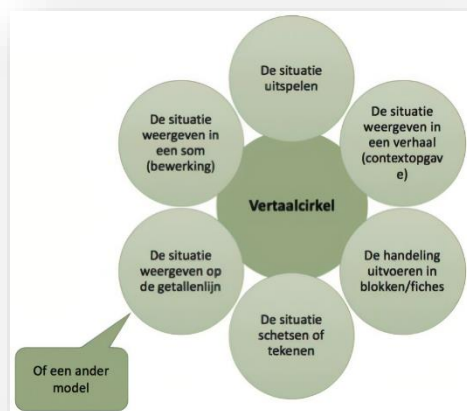 De situatie
uitspelen
De situatie
weergeven in
een verhaal
(contextopgav
e)
De handeling
uitvoeren in
blokken/fiches
De situatie
schetsen of
tekenen
De situatie
weergeven op
de getallenlijn
De situatie
weergeven in
een som
(bewerking)
Vertaalcirkel
Of een ander
model